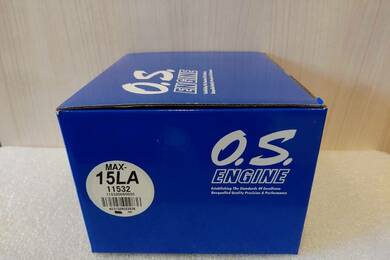 O.S.
ENGINE
MAX-
15LA
11532
O.S.
ENGINE
Establishing The Standards Of Excellence
Unequalled Quality Precision & Performance